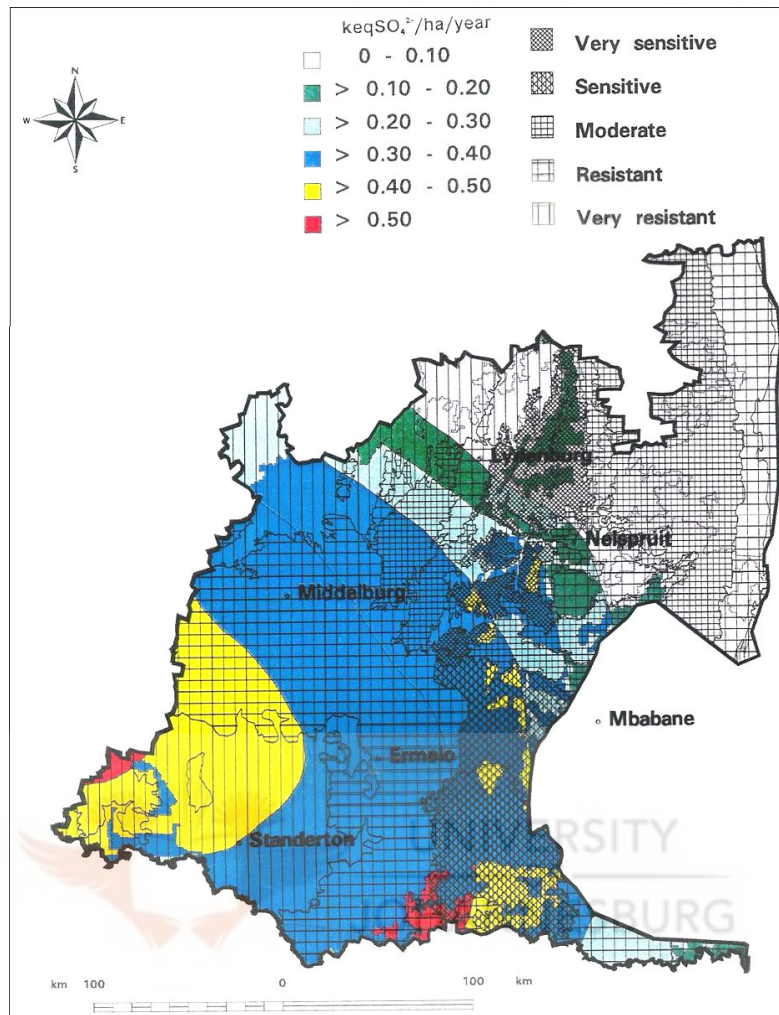 keqSO₄²⁻/ha/year
0 - 0.10
> 0.10 - 0.20
> 0.20 - 0.30
> 0.30 - 0.40
> 0.40 - 0.50
> 0.50
Very sensitive
Sensitive
Moderate
Resistant
Very resistant
N
W E
S
Lydenburg
Nelspruit
Middelburg
Mbabane
Ermelo
Standerton
UNIVERSITY
JOHANNESBURG
km 100 0 100 km